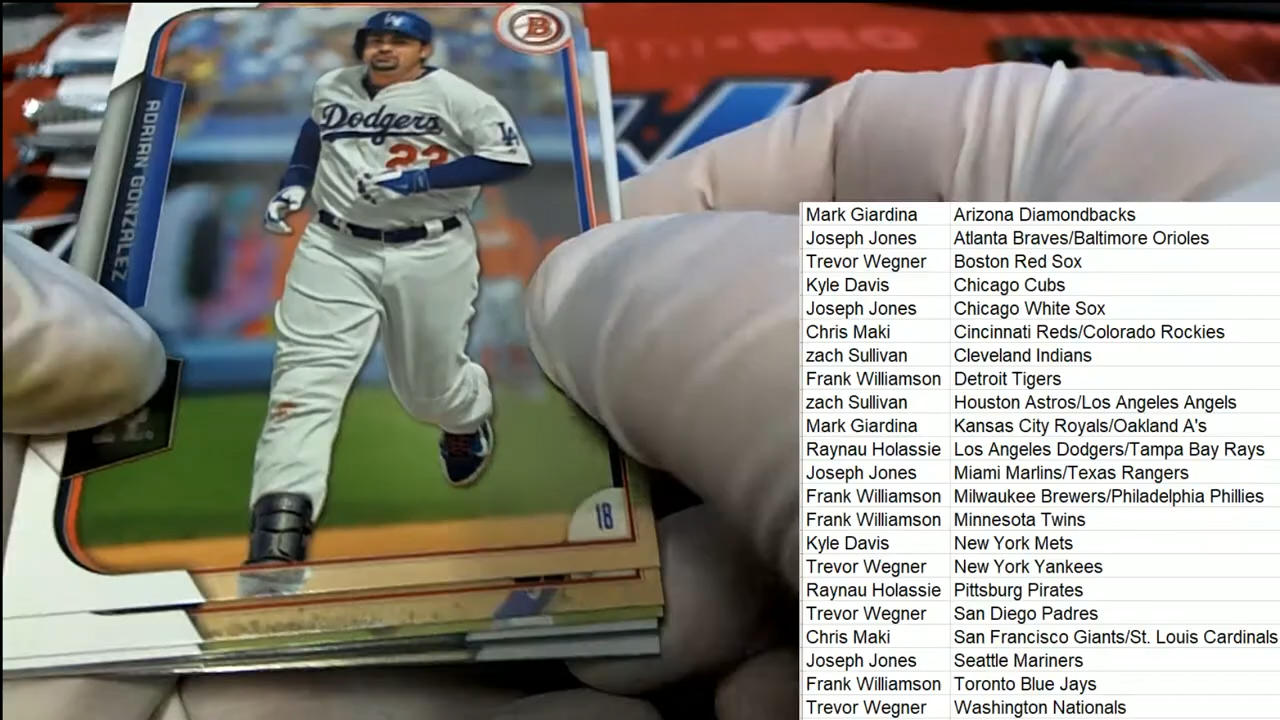 B
ADRIAN GONZALEZ
Dodgers
LA
23
18
Mark Giardina Arizona Diamondbacks
Joseph Jones Atlanta Braves/Baltimore Orioles
Trevor Wegner Boston Red Sox
Kyle Davis Chicago Cubs
Joseph Jones Chicago White Sox
Chris Maki Cincinnati Reds/Colorado Rockies
zach Sullivan Cleveland Indians
Frank Williamson Detroit Tigers
zach Sullivan Houston Astros/Los Angeles Angels
Mark Giardina Kansas City Royals/Oakland A's
Raynau Holassie Los Angeles Dodgers/Tampa Bay Rays
Joseph Jones Miami Marlins/Texas Rangers
Frank Williamson Milwaukee Brewers/Philadelphia Phillies
Frank Williamson Minnesota Twins
Kyle Davis New York Mets
Trevor Wegner New York Yankees
Raynau Holassie Pittsburg Pirates
Trevor Wegner San Diego Padres
Chris Maki San Francisco Giants/St. Louis Cardinals
Joseph Jones Seattle Mariners
Frank Williamson Toronto Blue Jays
Trevor Wegner Washington Nationals